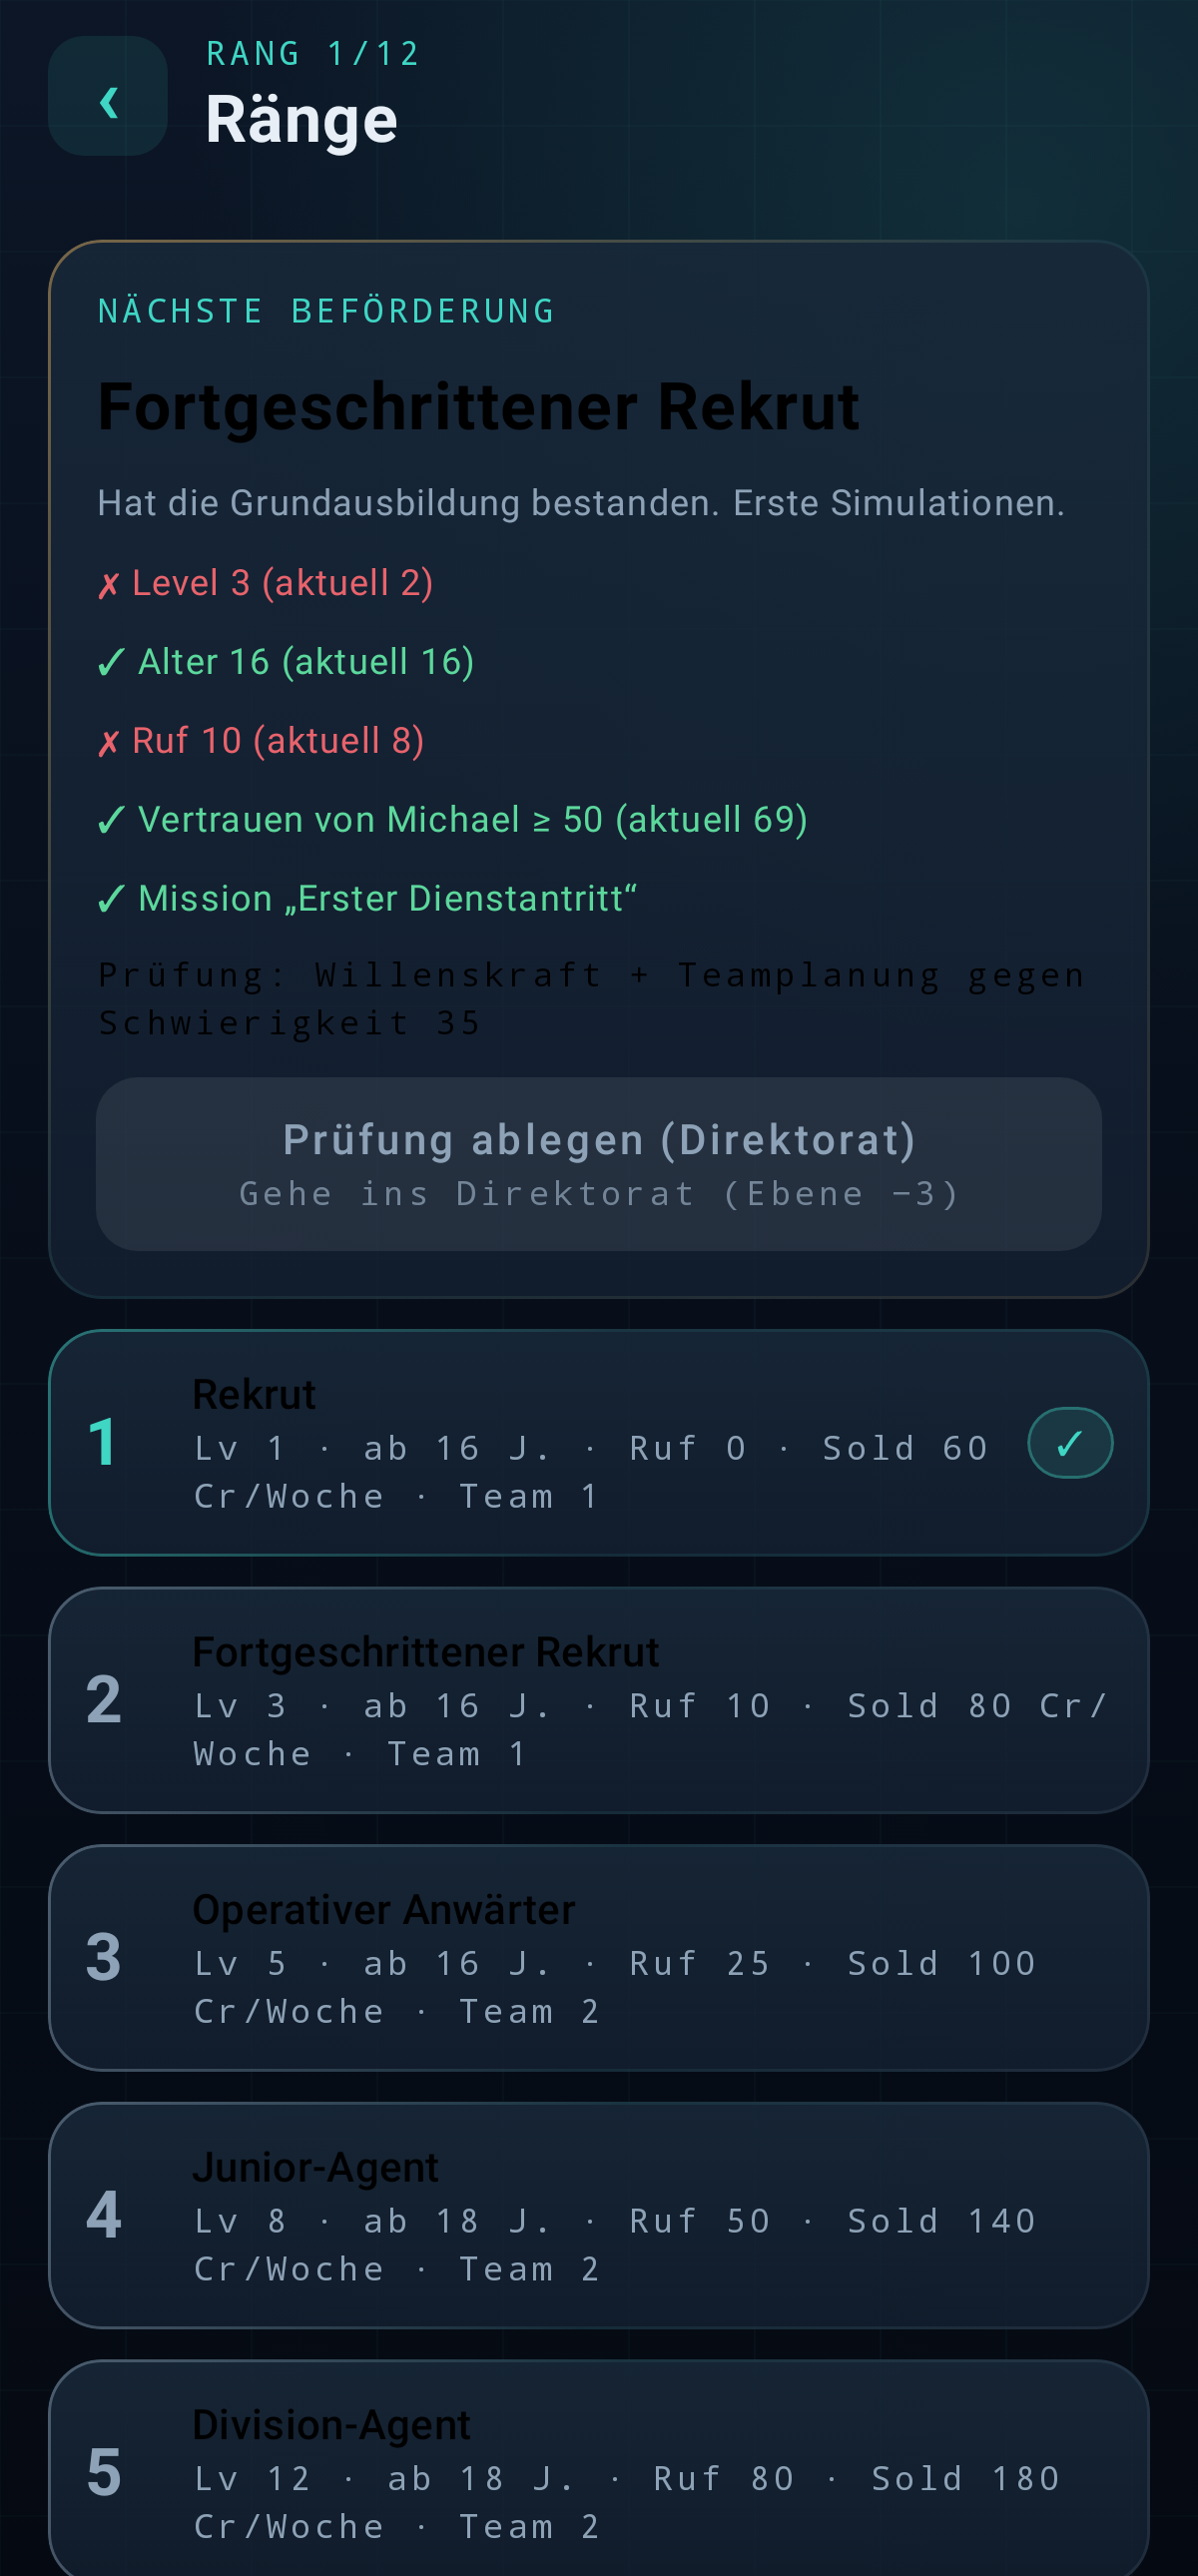 RANG 1/12
Ränge
NÄCHSTE BEFÖRDERUNG
Fortgeschrittener Rekrut
Hat die Grundausbildung bestanden. Erste Simulationen.
✗ Level 3 (aktuell 2)
✓ Alter 16 (aktuell 16)
✗ Ruf 10 (aktuell 8)
✓ Vertrauen von Michael ≥ 50 (aktuell 69)
✓ Mission „Erster Dienstantritt“
Prüfung: Willenskraft + Teamplanung gegen
Schwierigkeit 35
Prüfung ablegen (Direktorat)
Gehe ins Direktorat (Ebene −3)
1
Rekrut
Lv 1 · ab 16 J. · Ruf 0 · Sold 60
Cr/Woche · Team 1
✓
2
Fortgeschrittener Rekrut
Lv 3 · ab 16 J. · Ruf 10 · Sold 80 Cr/
Woche · Team 1
3
Operativer Anwärter
Lv 5 · ab 16 J. · Ruf 25 · Sold 100
Cr/Woche · Team 2
4
Junior-Agent
Lv 8 · ab 18 J. · Ruf 50 · Sold 140
Cr/Woche · Team 2
5
Division-Agent
Lv 12 · ab 18 J. · Ruf 80 · Sold 180
Cr/Woche · Team 2